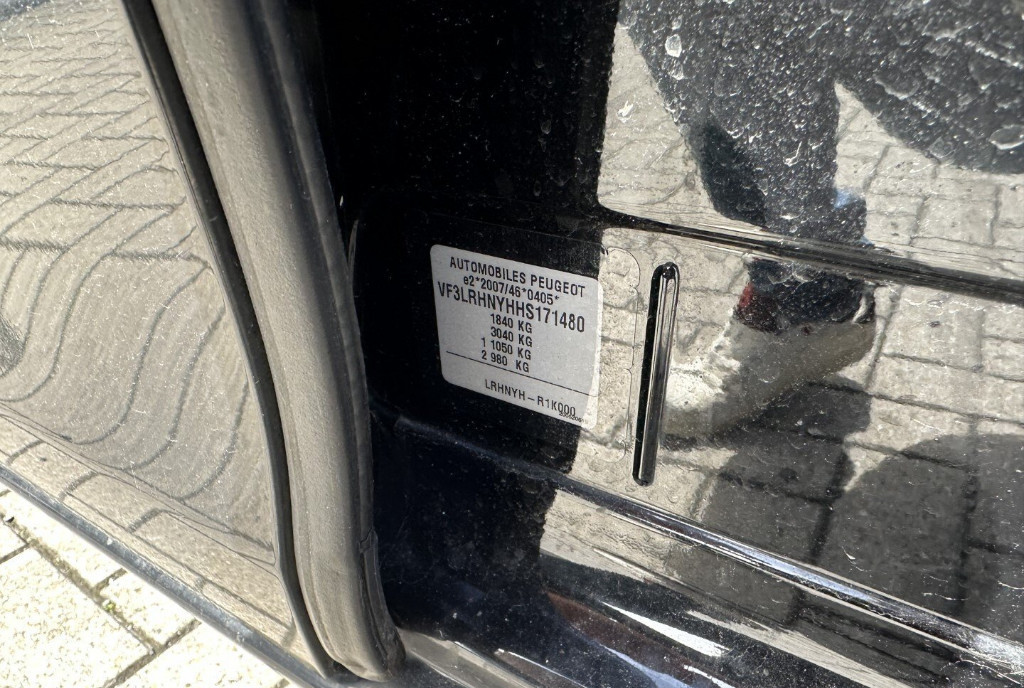 AUTOMOBILES PEUGEOT
e2*2007/46*0405*
VF3LRHNYHHS171480
1840 KG
3040 KG
1 1050 KG
2 980 KG
LRHNYH-R1K000